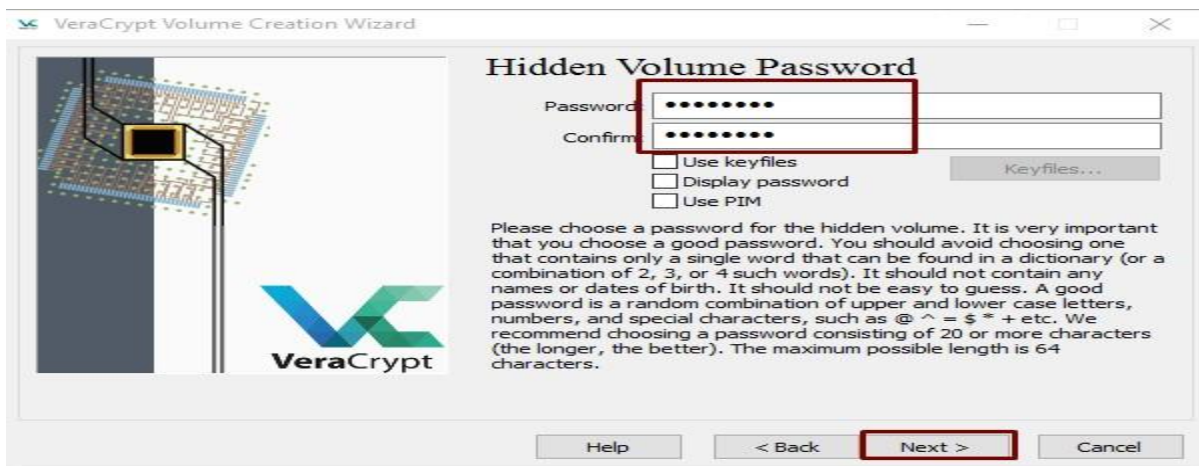 VeraCrypt Volume Creation Wizard
Hidden Volume Password
Password:
••••••••
Confirm:
••••••••
Use keyfiles
Keyfiles...
Display password
Use PIM
Please choose a password for the hidden volume. It is very important
that you choose a good password. You should avoid choosing one
that contains only a single word that can be found in a dictionary (or a
combination of 2, 3, or 4 such words). It should not contain any
names or dates of birth. It should not be easy to guess. A good
password is a random combination of upper and lower case letters,
numbers, and special characters, such as @ ^ = $ * + etc. We
recommend choosing a password consisting of 20 or more characters
(the longer, the better). The maximum possible length is 64
characters.
VeraCrypt
Help
< Back
Next >
Cancel